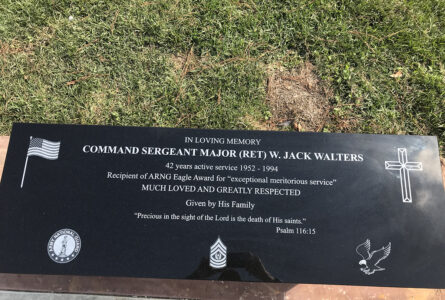 IN LOVING MEMORY
COMMAND SERGEANT MAJOR (RET) W. JACK WALTERS
42 years active service 1952 - 1994
Recipient of ARNG Eagle Award for "exceptional meritorious service"
MUCH LOVED AND GREATLY RESPECTED
Given by His Family
"Precious in the sight of the Lord is the death of His saints."
Psalm 116:15